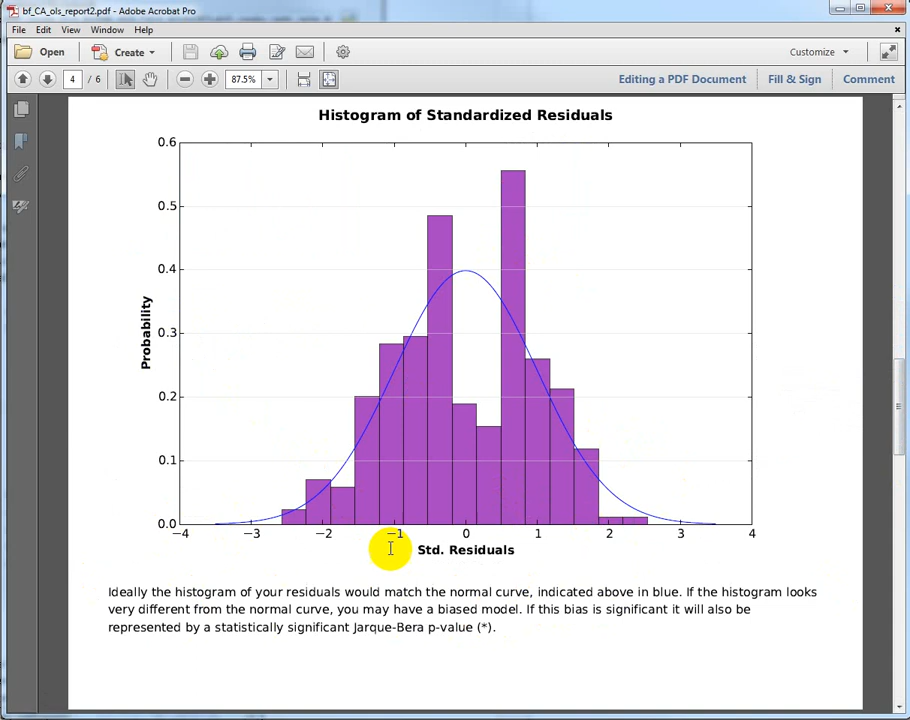 bf_CA_ols_report2.pdf - Adobe Acrobat Pro
File Edit View Window Help
Open Create Customize
4 / 6 87.5% Editing a PDF Document Fill & Sign Comment
Histogram of Standardized Residuals
0.6
0.5
0.4
0.3
0.2
0.1
0.0
Probability
−4 −3 −2 −1 0 1 2 3 4
Std. Residuals
Ideally the histogram of your residuals would match the normal curve, indicated above in blue. If the histogram looks
very different from the normal curve, you may have a biased model. If this bias is significant it will also be
represented by a statistically significant Jarque-Bera p-value (*).